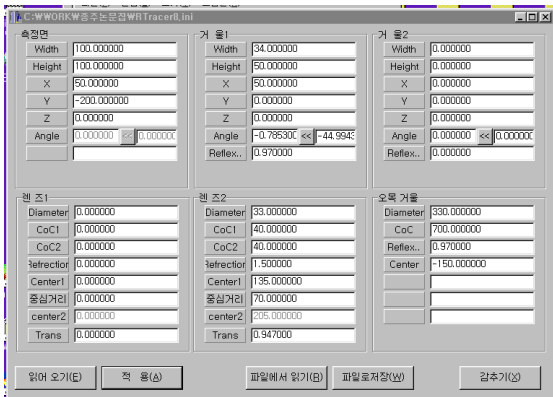 C:₩₩WORK₩충주논문집₩RTracer8,ini
측정면
Width 100.000000
Height 100.000000
X 50.000000
Y -200.000000
Z 0.000000
Angle 0.000000 << 0.000000
거 울1
Width 34.000000
Height 50.000000
X 50.000000
Y 0.000000
Z 0.000000
Angle -0.785300 << -44.9943
Reflex.. 0.970000
거 울2
Width 0.000000
Height 0.000000
X 0.000000
Y 0.000000
Z 0.000000
Angle 0.000000 << 0.000000
Reflex.. 0.000000
렌 즈1
Diameter 0.000000
CoC1 0.000000
CoC2 0.000000
Refraction 0.000000
Center1 0.000000
중심거리 0.000000
center2 0.000000
Trans 0.000000
렌 즈2
Diameter 33.000000
CoC1 40.000000
CoC2 40.000000
Refraction 1.500000
Center1 135.000000
중심거리 70.000000
center2 205.000000
Trans 0.947000
오목 거울
Diameter 330.000000
CoC 700.000000
Reflex.. 0.970000
Center -150.000000
읽어 오기(E) 적 용(A) 파일에서 읽기(R) 파일로저장(W) 감추기(X)